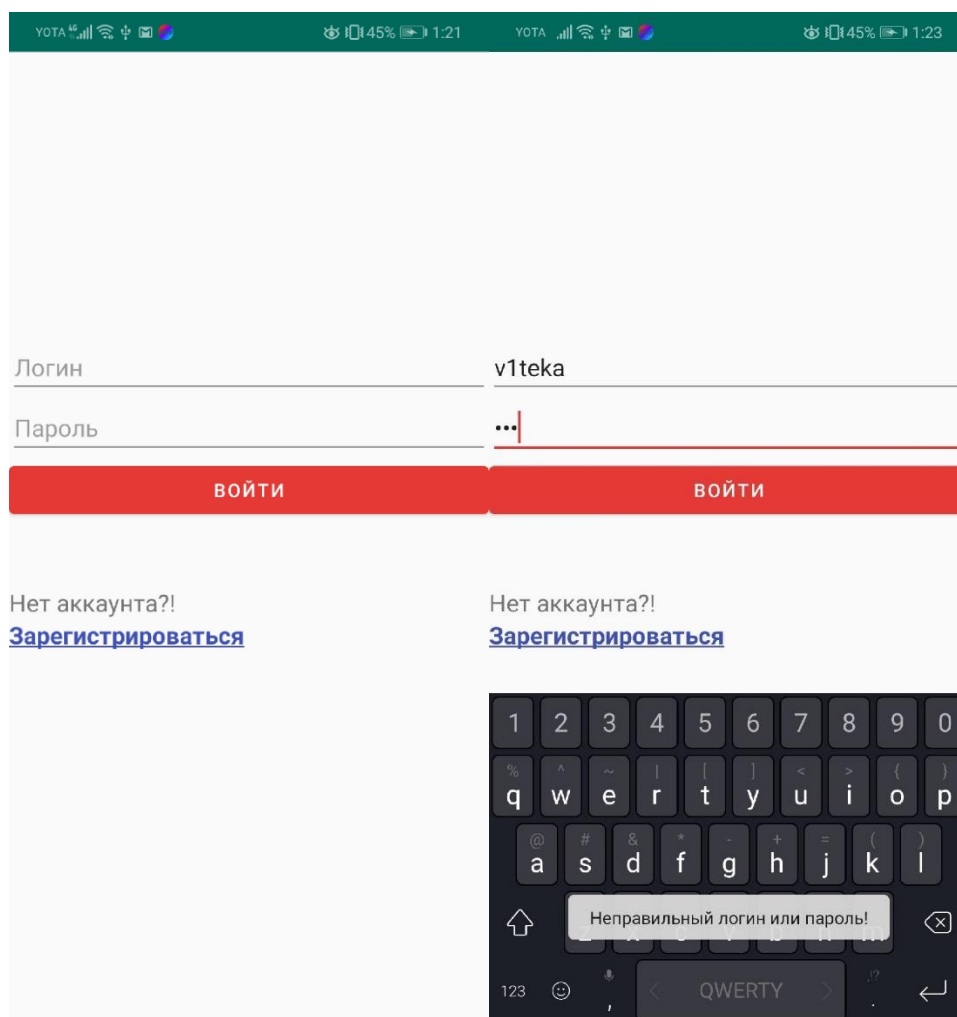 YOTA 4G 45% 1:21
Логин
Пароль
ВОЙТИ
Нет аккаунта?!
Зарегистрироваться
YOTA 45% 1:23
v1teka
•••
ВОЙТИ
Нет аккаунта?!
Зарегистрироваться
1 2 3 4 5 6 7 8 9 0
% ^ ~ | [ ] < > { }
q w e r t y u i o p
@ # & * - + = ( )
a s d f g h j k l
Неправильный логин или пароль!
z x c v b n m
,!?
123 , < QWERTY > .